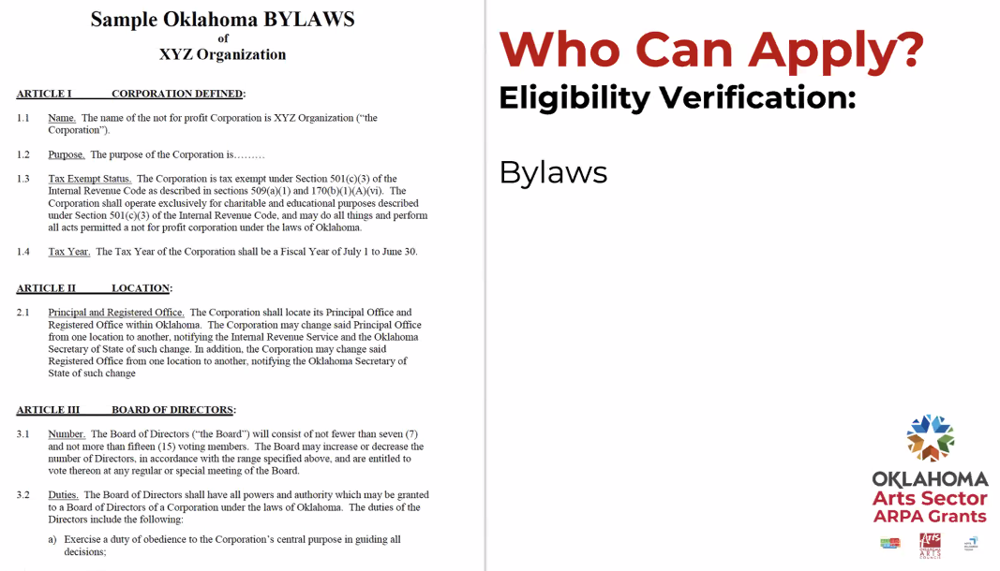 Sample Oklahoma BYLAWS
of
XYZ Organization
ARTICLE I CORPORATION DEFINED:
1.1 Name. The name of the not for profit Corporation is XYZ Organization (“the
Corporation”).
1.2 Purpose. The purpose of the Corporation is………
1.3 Tax Exempt Status. The Corporation is tax exempt under Section 501(c)(3) of the
Internal Revenue Code as described in sections 509(a)(1) and 170(b)(1)(A)(vi). The
Corporation shall operate exclusively for charitable and educational purposes described
under Section 501(c)(3) of the Internal Revenue Code, and may do all things and perform
all acts permitted a not for profit corporation under the laws of Oklahoma.
1.4 Tax Year. The Tax Year of the Corporation shall be a Fiscal Year of July 1 to June 30.
ARTICLE II LOCATION:
2.1 Principal and Registered Office. The Corporation shall locate its Principal Office and
Registered Office within Oklahoma. The Corporation may change said Principal Office
from one location to another, notifying the Internal Revenue Service and the Oklahoma
Secretary of State of such change. In addition, the Corporation may change said
Registered Office from one location to another, notifying the Oklahoma Secretary of
State of such change
ARTICLE III BOARD OF DIRECTORS:
3.1 Number. The Board of Directors (“the Board”) will consist of not fewer than seven (7)
and not more than fifteen (15) voting members. The Board may increase or decrease the
number of Directors, in accordance with the range specified above, and are entitled to
vote thereon at any regular or special meeting of the Board.
3.2 Duties. The Board of Directors shall have all powers and authority which may be granted
to a Board of Directors of a Corporation under the laws of Oklahoma. The duties of the
Directors include the following:
a) Exercise a duty of obedience to the Corporation’s central purpose in guiding all
decisions;
Who Can Apply?
Eligibility Verification:
Bylaws
OKLAHOMA
Arts Sector
ARPA Grants
Arts
OKLAHOMA
ARTS
COUNCIL